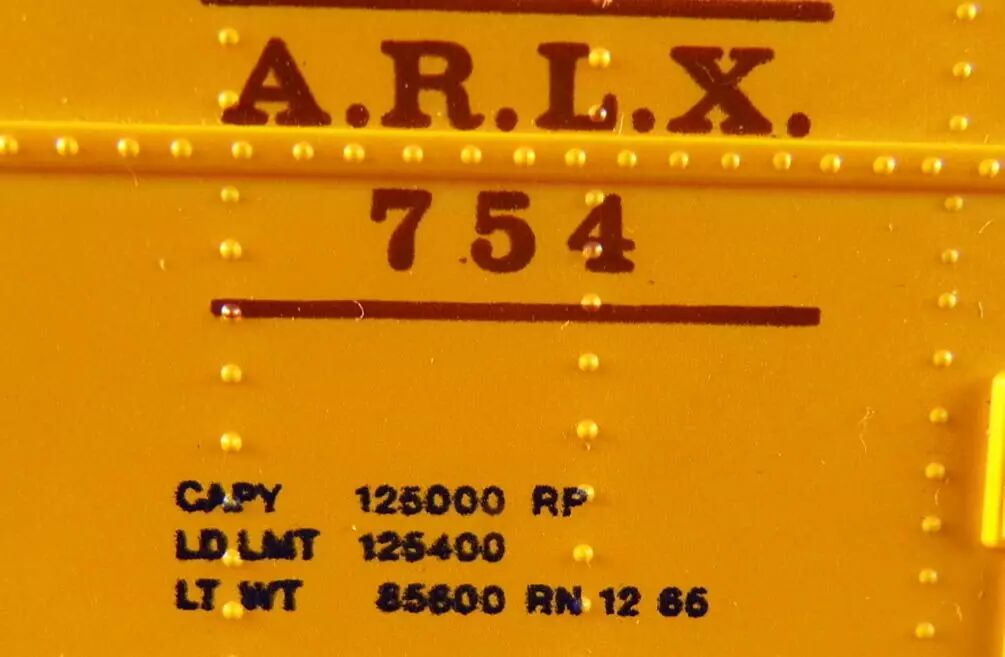 A.R.L.X.
754
CAPY 125000 RP
LD LMT 125400
LT WT 85600 RN 12 66